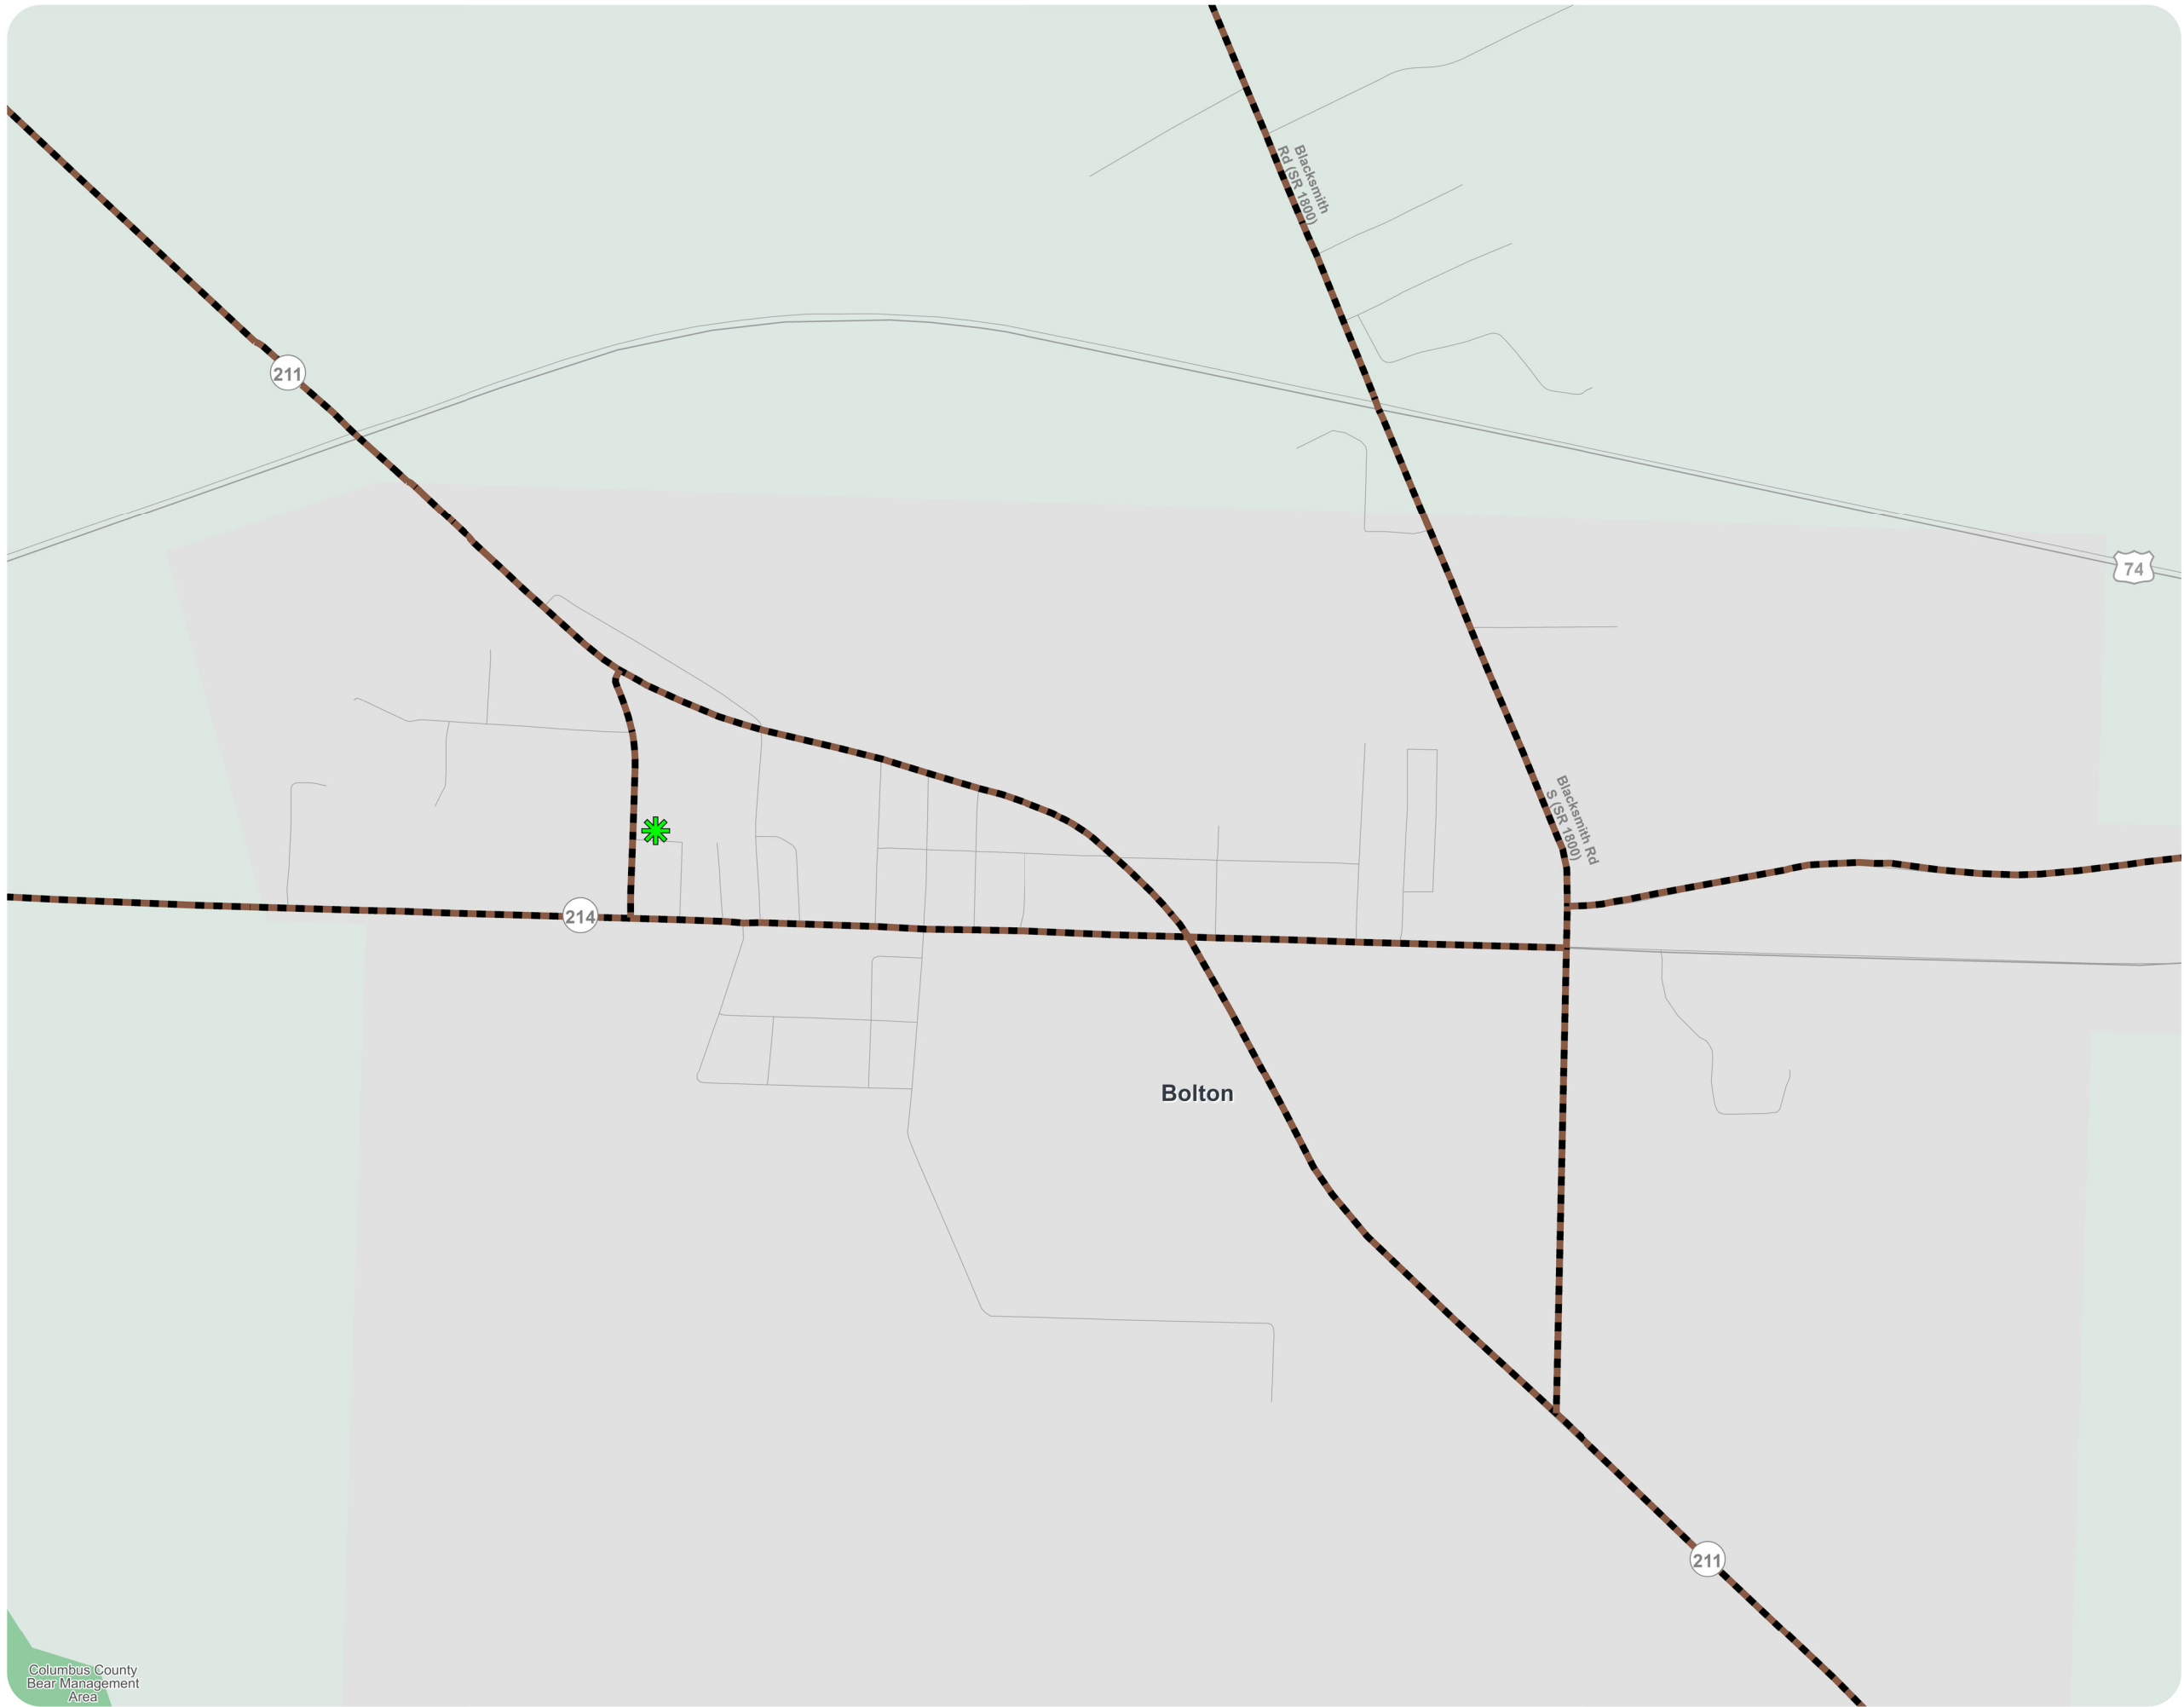 Blacksmith
Rd (SR 1800)
211
74
Blacksmith Rd
S (SR 1800)
214
Bolton
211
Columbus County
Bear Management
Area